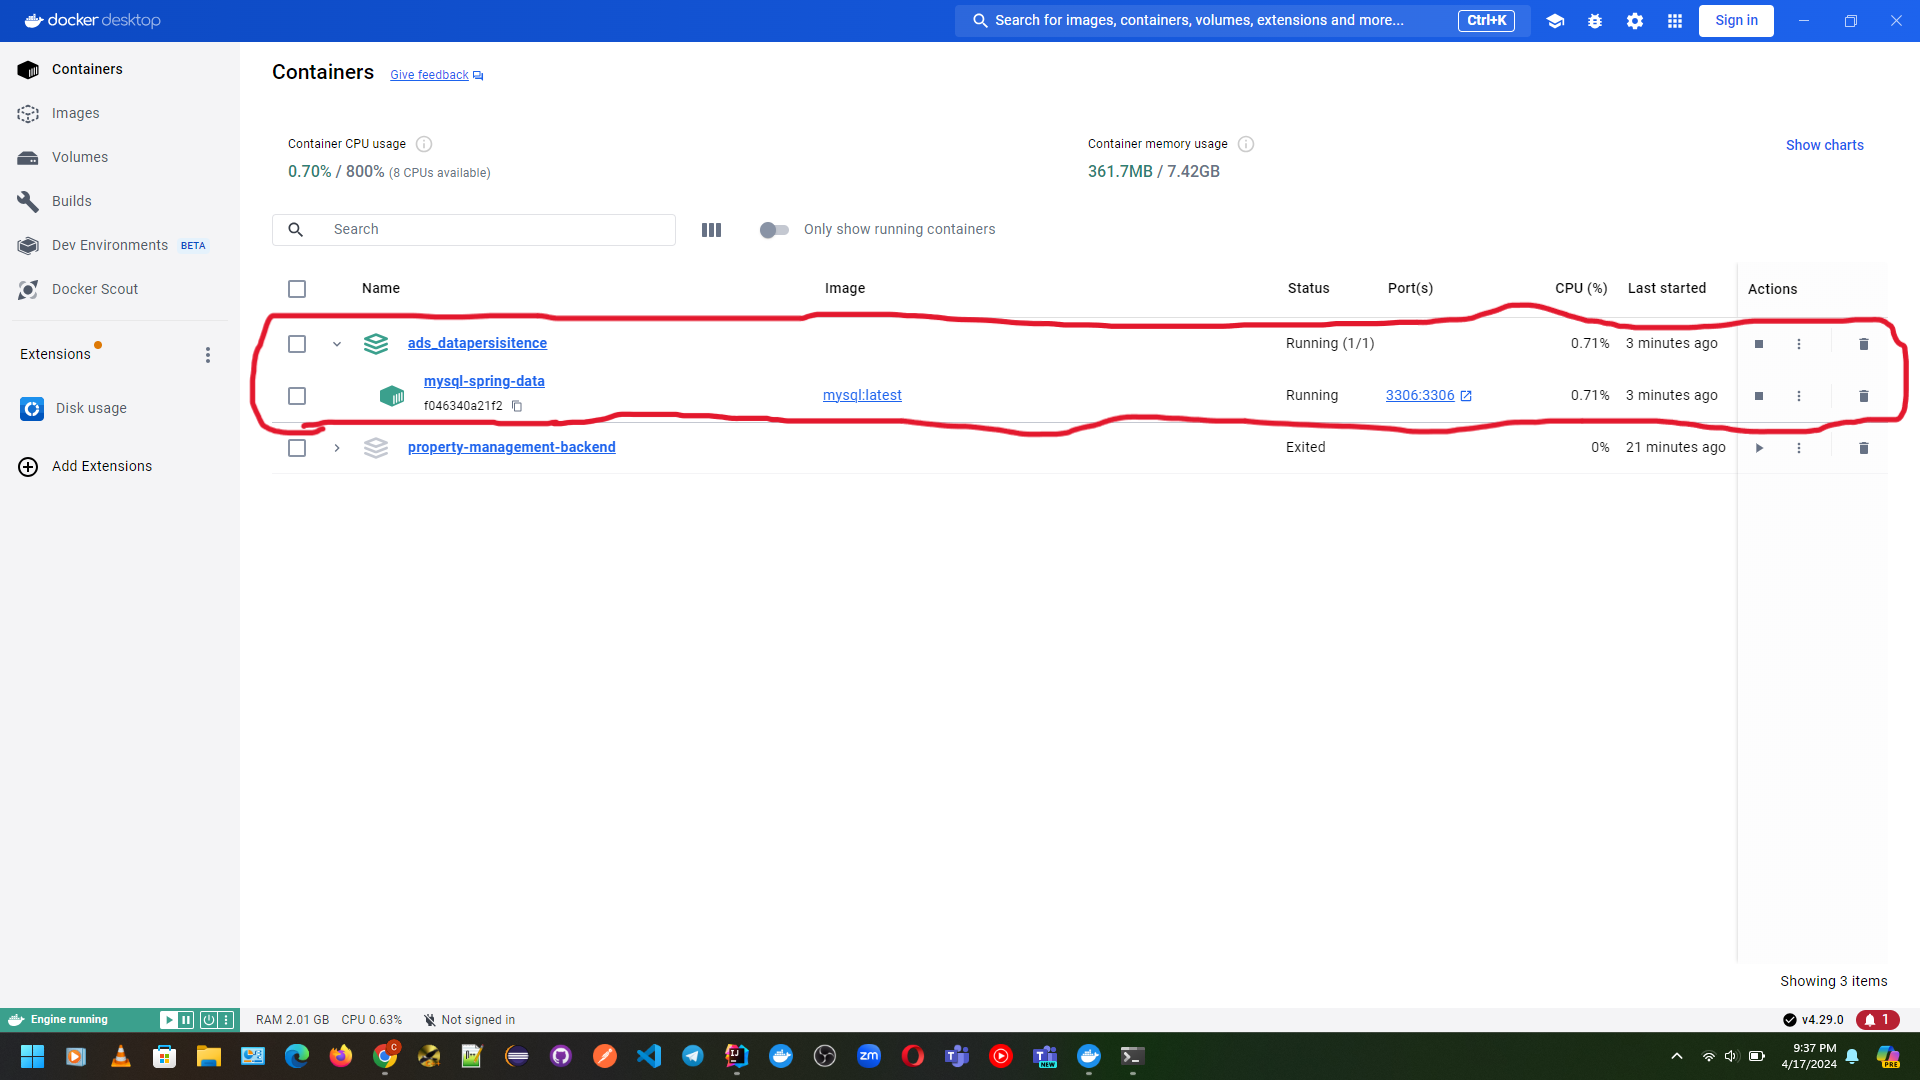 docker desktop
Search for images, containers, volumes, extensions and more...
Ctrl+K
Sign in
Containers
Images
Volumes
Builds
Dev Environments BETA
Docker Scout
Extensions
Disk usage
Add Extensions
Containers Give feedback
Container CPU usage
0.70% / 800% (8 CPUs available)
Container memory usage
361.7MB / 7.42GB
Show charts
Search
Only show running containers
Name Image Status Port(s) CPU (%) Last started Actions
ads_datapersisitence Running (1/1) 0.71% 3 minutes ago
mysql-spring-data
f046340a21f2
mysql:latest Running 3306:3306 0.71% 3 minutes ago
property-management-backend Exited 0% 21 minutes ago
Showing 3 items
Engine running
RAM 2.01 GB CPU 0.63% Not signed in
v4.29.0
1
C
IJ
zm
T
T
NEW
9:37 PM
4/17/2024
PRE